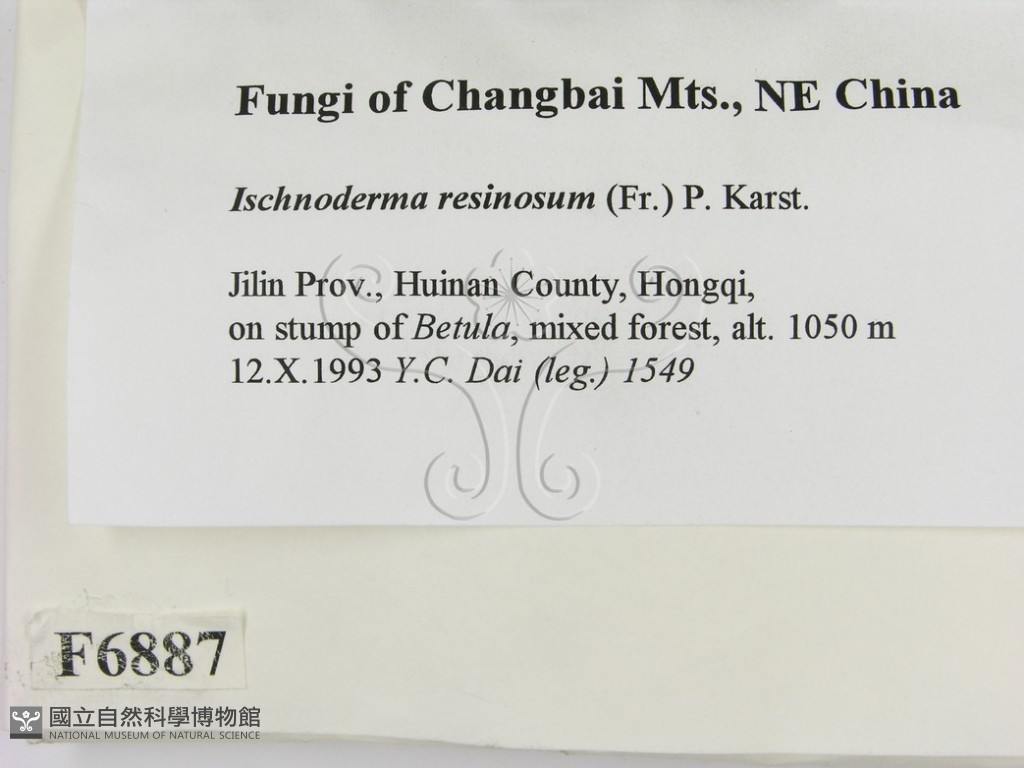 Fungi of Changbai Mts., NE China
Ischnoderma resinosum (Fr.) P. Karst.
Jilin Prov., Huinan County, Hongqi,
on stump of Betula, mixed forest, alt. 1050 m
12.X.1993 Y.C. Dai (leg.) 1549
F6887
國立自然科學博物館
NATIONAL MUSEUM OF NATURAL SCIENCE